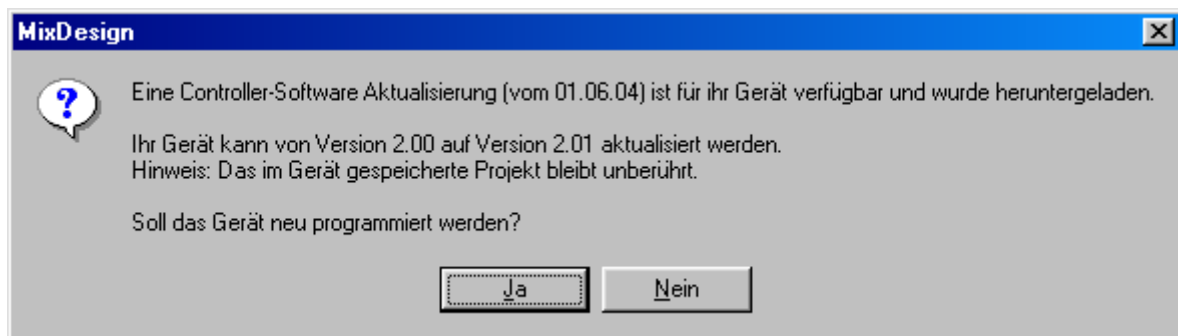 MixDesign
Eine Controller-Software Aktualisierung (vom 01.06.04) ist für ihr Gerät verfügbar und wurde heruntergeladen.
Ihr Gerät kann von Version 2.00 auf Version 2.01 aktualisiert werden.
Hinweis: Das im Gerät gespeicherte Projekt bleibt unberührt.
Soll das Gerät neu programmiert werden?
Ja
Nein